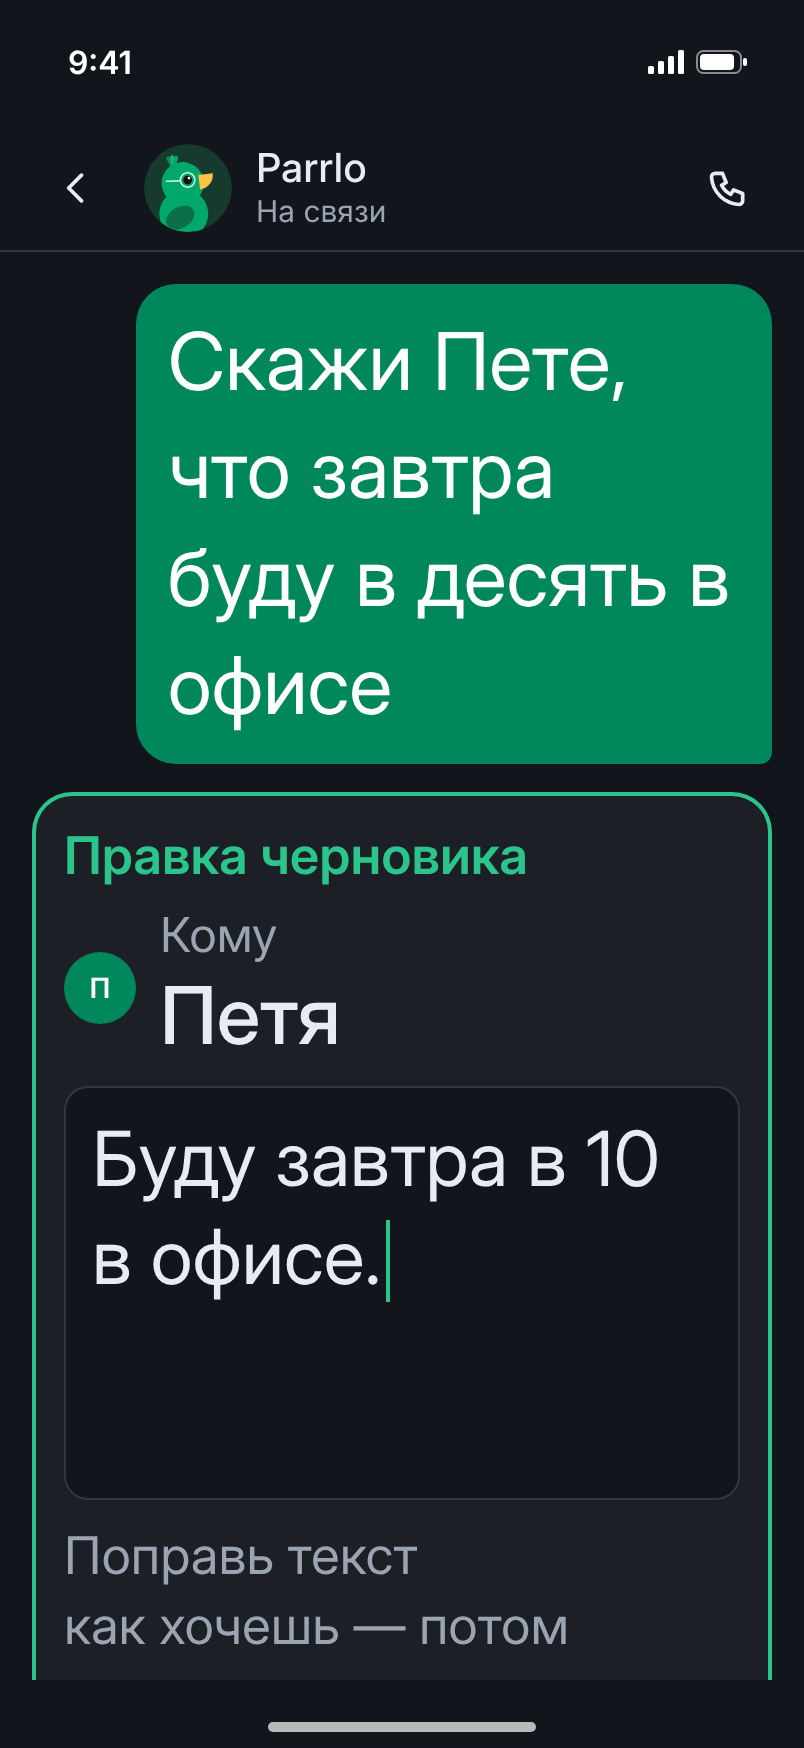 9:41
Parrlo
На связи
Скажи Пете,
что завтра
буду в десять в
офисе
Правка черновика
Кому
П
Петя
Буду завтра в 10
в офисе.
Поправь текст
как хочешь — потом